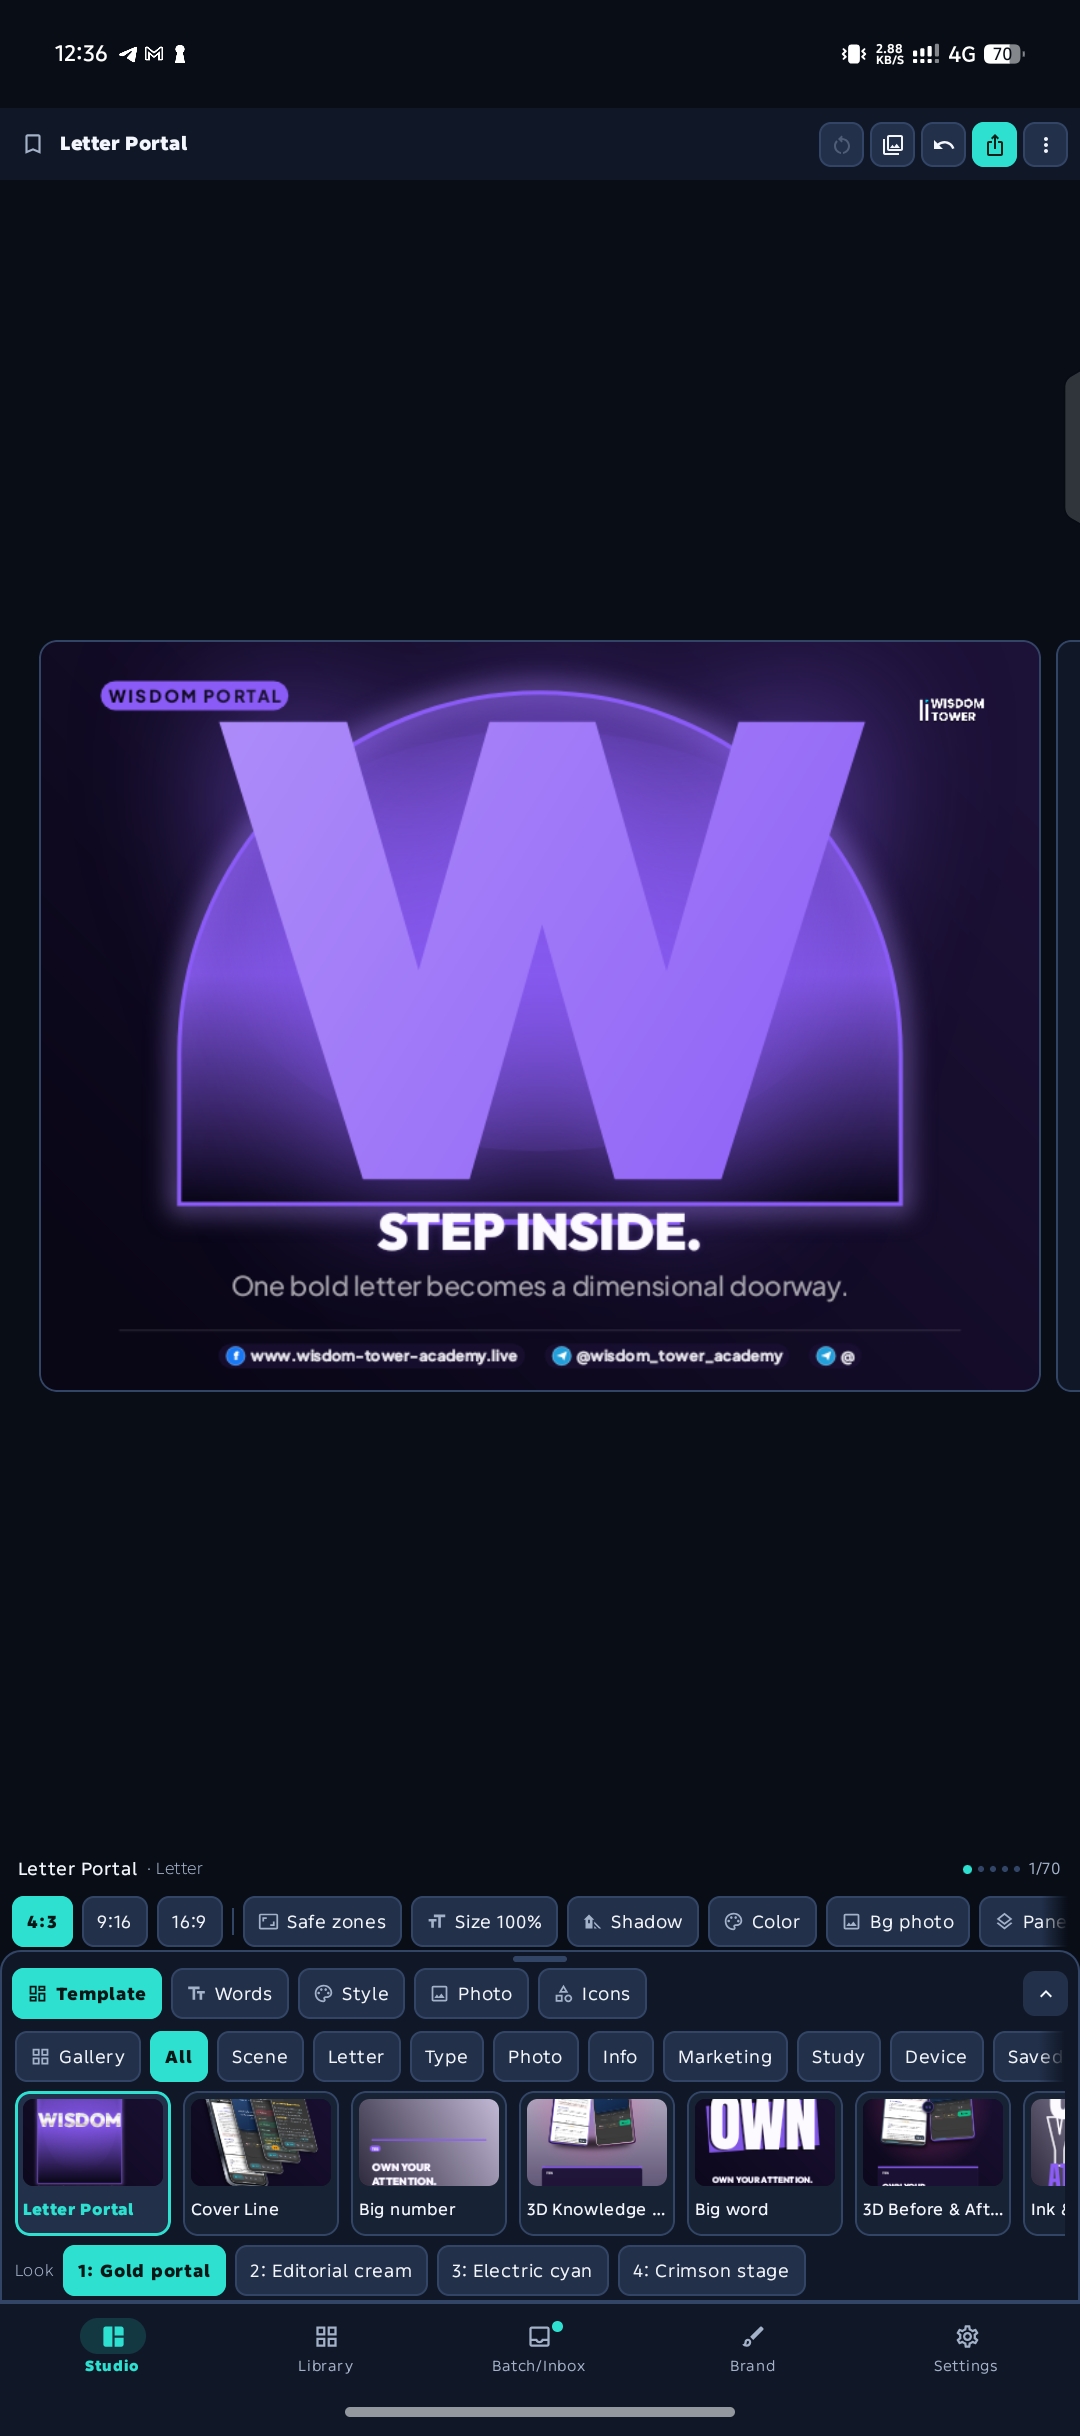 12:36
2.88
KB/S
4G
70
Letter Portal
WISDOM PORTAL
WISDOM
TOWER
W
STEP INSIDE.
One bold letter becomes a dimensional doorway.
www.wisdom-tower-academy.live @wisdom_tower_academy @
Letter Portal · Letter 1/70
4:3 9:16 16:9 Safe zones Size 100% Shadow Color Bg photo Pane
Template Words Style Photo Icons
Gallery All Scene Letter Type Photo Info Marketing Study Device Saved
WISDOM
OWN YOUR
ATTENTION.
OWN
OWN YOUR ATTENTION.
Letter Portal Cover Line Big number 3D Knowledge ... Big word 3D Before & Aft... Ink &
Look 1: Gold portal 2: Editorial cream 3: Electric cyan 4: Crimson stage
Studio Library Batch/Inbox Brand Settings